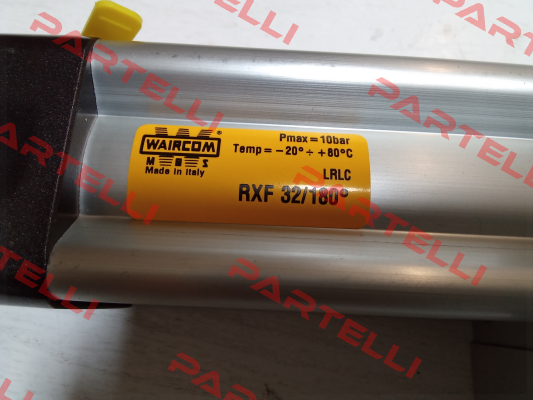 WAIRCOM
M S
Made in Italy
Pmax = 10bar
Temp = -20° ÷ +80°C
LRLC
RXF 32/180°
PARTELLI
PARTELLI
PARTELLI
PARTELLI
PARTELLI
PARTELLI